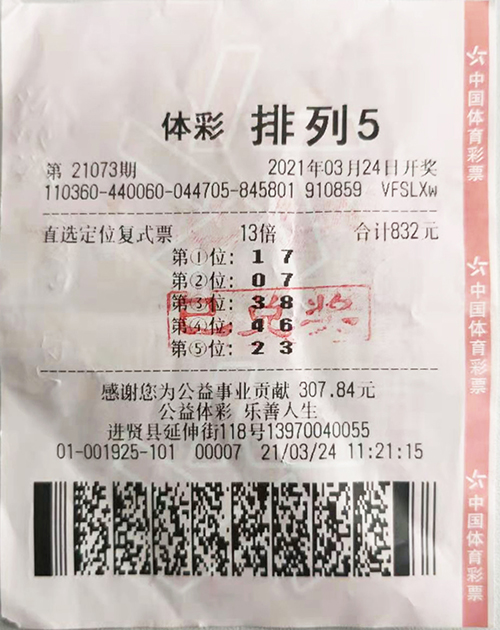 体彩 排列5
第 21073期 2021年03月24日开奖
110360-440060-044705-845801 910859 VFSLXw
直选定位复式票 13倍 合计832元
第①位: 1 7
第②位: 0 7
第③位: 3 8
第④位: 4 6
第⑤位: 2 3
已兑奖
感谢您为公益事业贡献 307.84元
公益体彩 乐善人生
进贤县延伸街118号13970040055
01-001925-101 00007 21/03/24 11:21:15
中国体育彩票
中国体育彩票
中国体育彩票